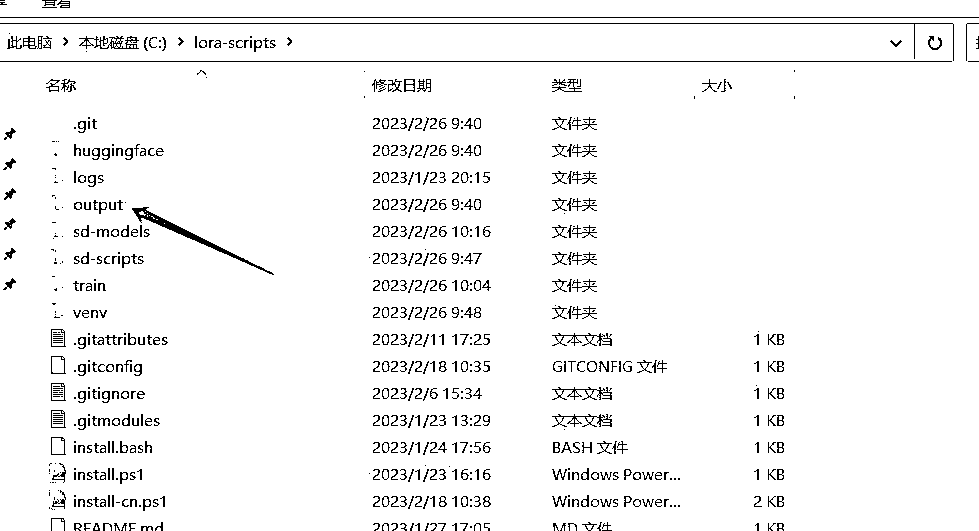 查看
此电脑 > 本地磁盘 (C:) > lora-scripts >
名称 修改日期 类型 大小
.git 2023/2/26 9:40 文件夹
huggingface 2023/2/26 9:40 文件夹
logs 2023/1/23 20:15 文件夹
output 2023/2/26 9:40 文件夹
sd-models 2023/2/26 10:16 文件夹
sd-scripts 2023/2/26 9:47 文件夹
train 2023/2/26 10:04 文件夹
venv 2023/2/26 9:48 文件夹
.gitattributes 2023/2/11 17:25 文本文档 1 KB
.gitconfig 2023/2/18 10:35 GITCONFIG 文件 1 KB
.gitignore 2023/2/6 15:34 文本文档 1 KB
.gitmodules 2023/1/23 13:29 文本文档 1 KB
install.bash 2023/1/24 17:56 BASH 文件 1 KB
install.ps1 2023/1/23 16:16 Windows Power... 1 KB
install-cn.ps1 2023/2/18 10:38 Windows Power... 2 KB
README.md 2023/1/27 17:05 MD 文件 1 KB